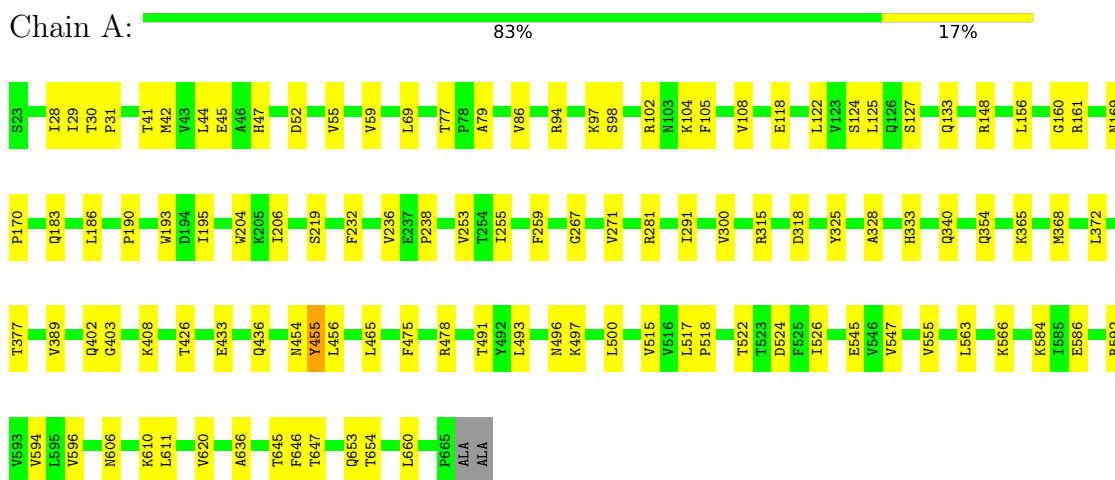 Chain A:
83% 17%
S23 I28 I29 T30 P31 T41 M42 V43 L44 E45 A46 H47 D52 V55 V59 L69 T77 P78 A79 V86 R94 K97 S98 R102 N103 K104 F105 V108 E118 L122 V123 S124 L125 Q126 S127 Q133 R148 L156 G160 R161 N169
P170 Q183 L186 P190 W193 D194 I195 W204 K205 I206 S219 F232 V236 E237 P238 V253 T254 I255 F259 G267 V271 R281 I291 V300 R315 D318 Y325 A328 H333 Q340 Q354 K365 M368 L372
T377 V389 Q402 G403 K408 T426 E433 Q436 N454 Y455 L456 L465 F475 R478 T491 Y492 L493 N496 K497 L500 V515 V516 L517 P518 T522 T523 D524 F525 I526 E545 V546 V547 V555 L563 K566 K584 I585 E586
V593 V594 L595 V596 N606 K610 L611 V620 A636 T645 F646 T647 Q653 T654 L660 P665 ALA ALA